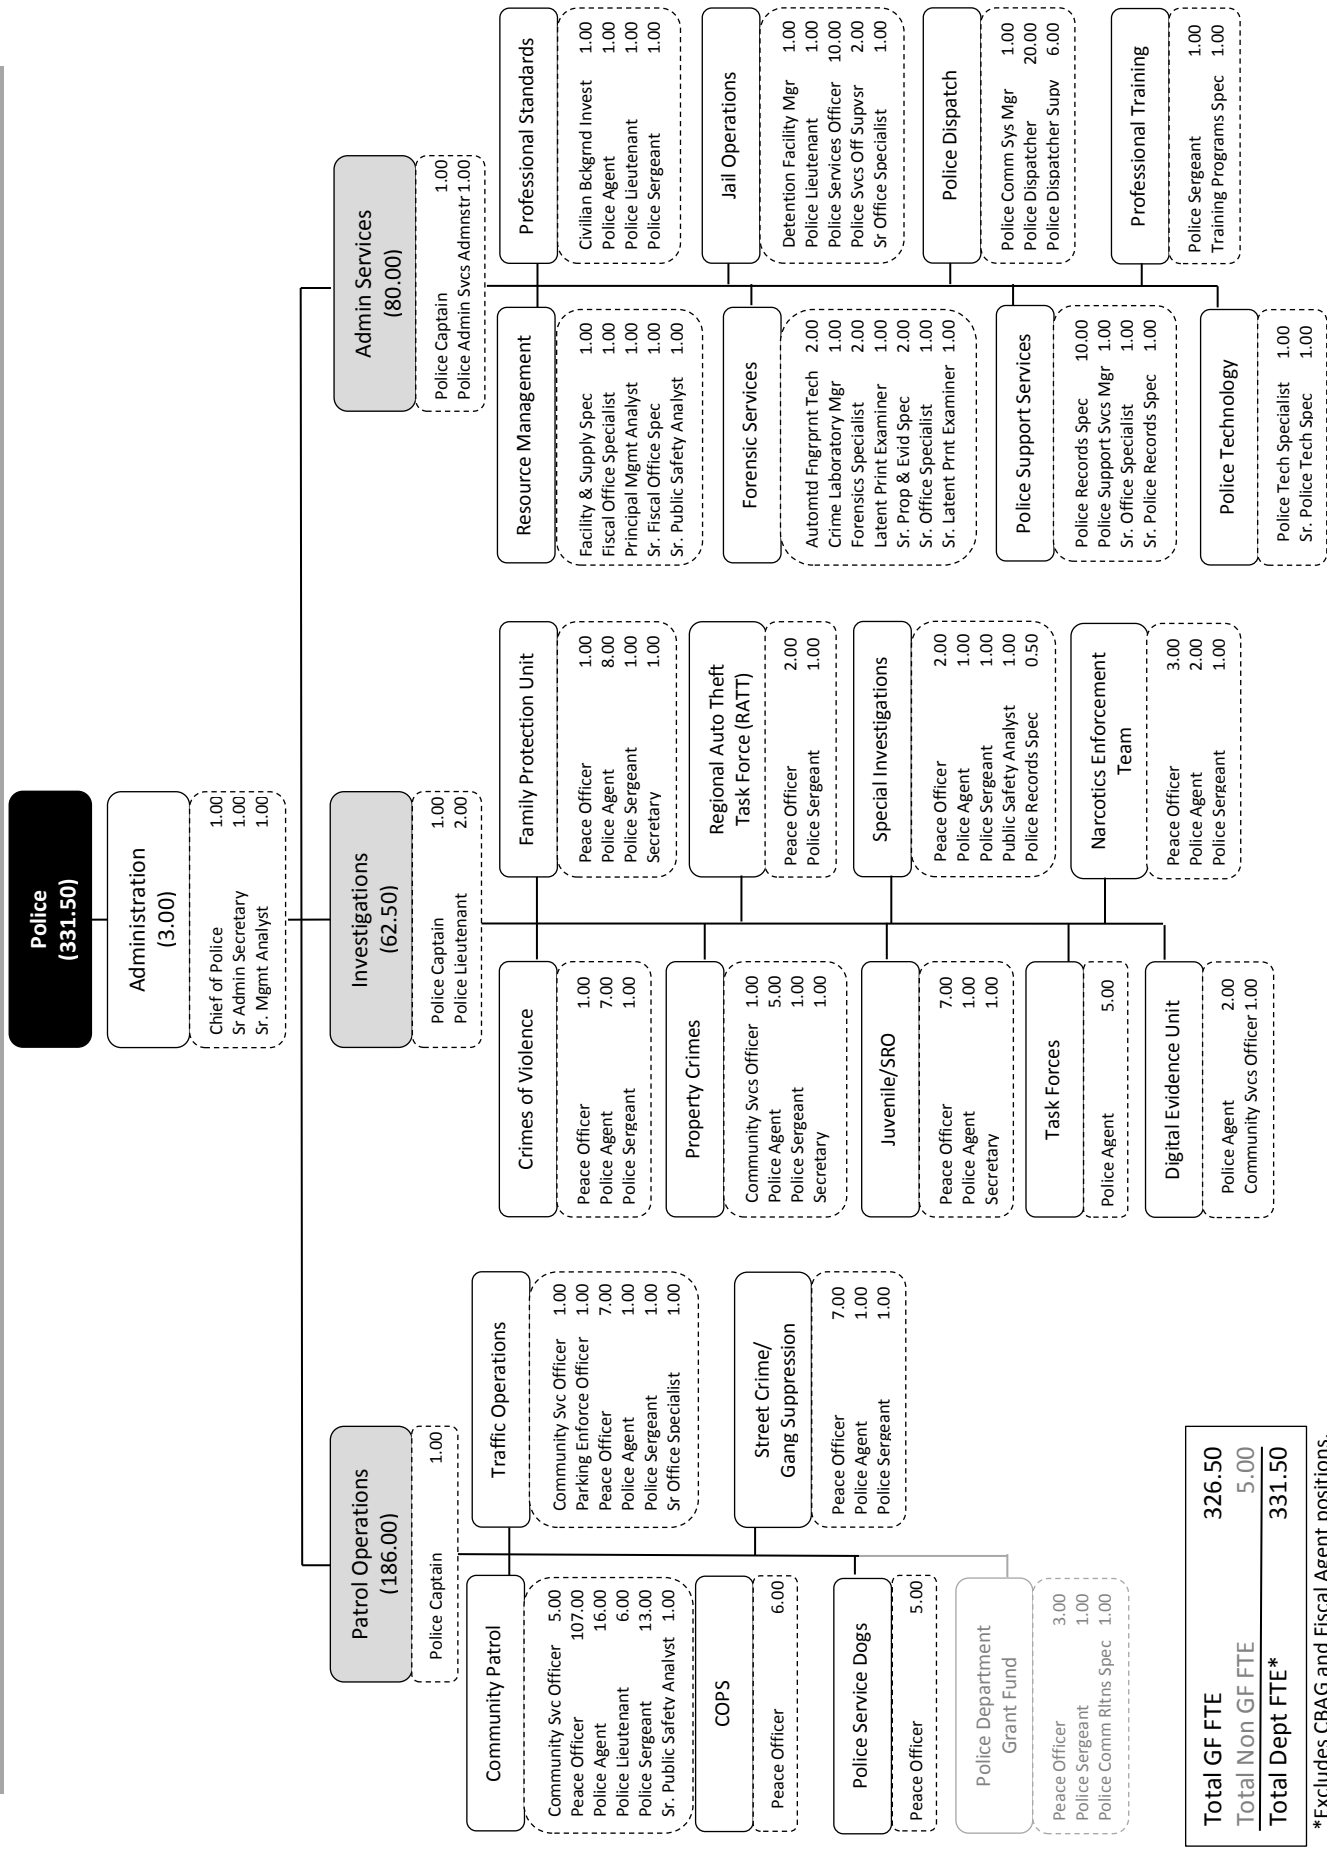 Police
(331.50)
Administration
(3.00)
Chief of Police 1.00
Sr Admin Secretary 1.00
Sr. Mgmt Analyst 1.00
Patrol Operations
(186.00)
Police Captain 1.00
Community Patrol
Community Svc Officer 5.00
Peace Officer 107.00
Police Agent 16.00
Police Lieutenant 6.00
Police Sergeant 13.00
Sr. Public Safety Analyst 1.00
Traffic Operations
Community Svc Officer 1.00
Parking Enforce Officer 1.00
Peace Officer 7.00
Police Agent 1.00
Police Sergeant 1.00
Sr Office Specialist 1.00
COPS
Peace Officer 6.00
Street Crime/
Gang Suppression
Peace Officer 7.00
Police Agent 1.00
Police Sergeant 1.00
Police Service Dogs
Peace Officer 5.00
Police Department
Grant Fund
Peace Officer 3.00
Police Sergeant 1.00
Police Comm Rltns Spec 1.00
Investigations
(62.50)
Police Captain 1.00
Police Lieutenant 2.00
Crimes of Violence
Peace Officer 1.00
Police Agent 7.00
Police Sergeant 1.00
Family Protection Unit
Peace Officer 1.00
Police Agent 8.00
Police Sergeant 1.00
Secretary 1.00
Property Crimes
Community Svcs Officer 1.00
Police Agent 5.00
Police Sergeant 1.00
Secretary 1.00
Regional Auto Theft
Task Force (RATT)
Peace Officer 2.00
Police Sergeant 1.00
Juvenile/SRO
Peace Officer 7.00
Police Agent 1.00
Secretary 1.00
Special Investigations
Peace Officer 2.00
Police Agent 1.00
Police Sergeant 1.00
Public Safety Analyst 1.00
Police Records Spec 0.50
Task Forces
Police Agent 5.00
Narcotics Enforcement
Team
Peace Officer 3.00
Police Agent 2.00
Police Sergeant 1.00
Digital Evidence Unit
Police Agent 2.00
Community Svcs Officer 1.00
Admin Services
(80.00)
Police Captain 1.00
Police Admin Svcs Admnstr 1.00
Resource Management
Facility & Supply Spec 1.00
Fiscal Office Specialist 1.00
Principal Mgmt Analyst 1.00
Sr. Fiscal Office Spec 1.00
Sr. Public Safety Analyst 1.00
Professional Standards
Civilian Bckgrnd Invest 1.00
Police Agent 1.00
Police Lieutenant 1.00
Police Sergeant 1.00
Forensic Services
Automtd Fngrprnt Tech 2.00
Crime Laboratory Mgr 1.00
Forensics Specialist 2.00
Latent Print Examiner 1.00
Sr. Prop & Evid Spec 2.00
Sr. Office Specialist 1.00
Sr. Latent Prnt Examiner 1.00
Jail Operations
Detention Facility Mgr 1.00
Police Lieutenant 1.00
Police Services Officer 10.00
Police Svcs Off Supvsr 2.00
Sr Office Specialist 1.00
Police Support Services
Police Records Spec 10.00
Police Support Svcs Mgr 1.00
Sr. Office Specialist 1.00
Sr. Police Records Spec 1.00
Police Dispatch
Police Comm Sys Mgr 1.00
Police Dispatcher 20.00
Police Dispatcher Supv 6.00
Police Technology
Police Tech Specialist 1.00
Sr. Police Tech Spec 1.00
Professional Training
Police Sergeant 1.00
Training Programs Spec 1.00
Total GF FTE 326.50
Total Non GF FTE 5.00
Total Dept FTE* 331.50
*Excludes CBAG and Fiscal Agent positions.